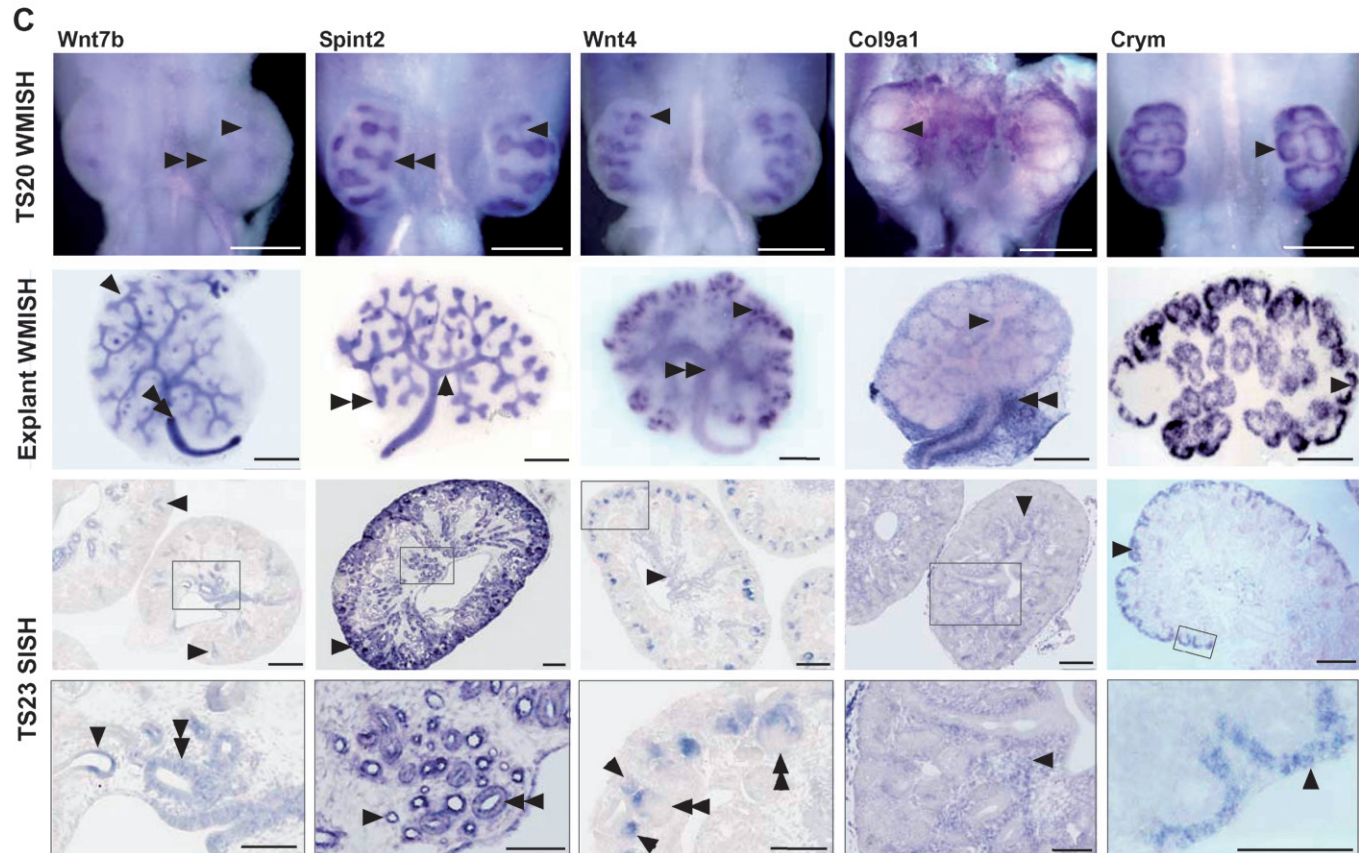 C
Wnt7b
Spint2
Wnt4
Col9a1
Crym
TS20 WMISH
Explant WMISH
TS23 SISH